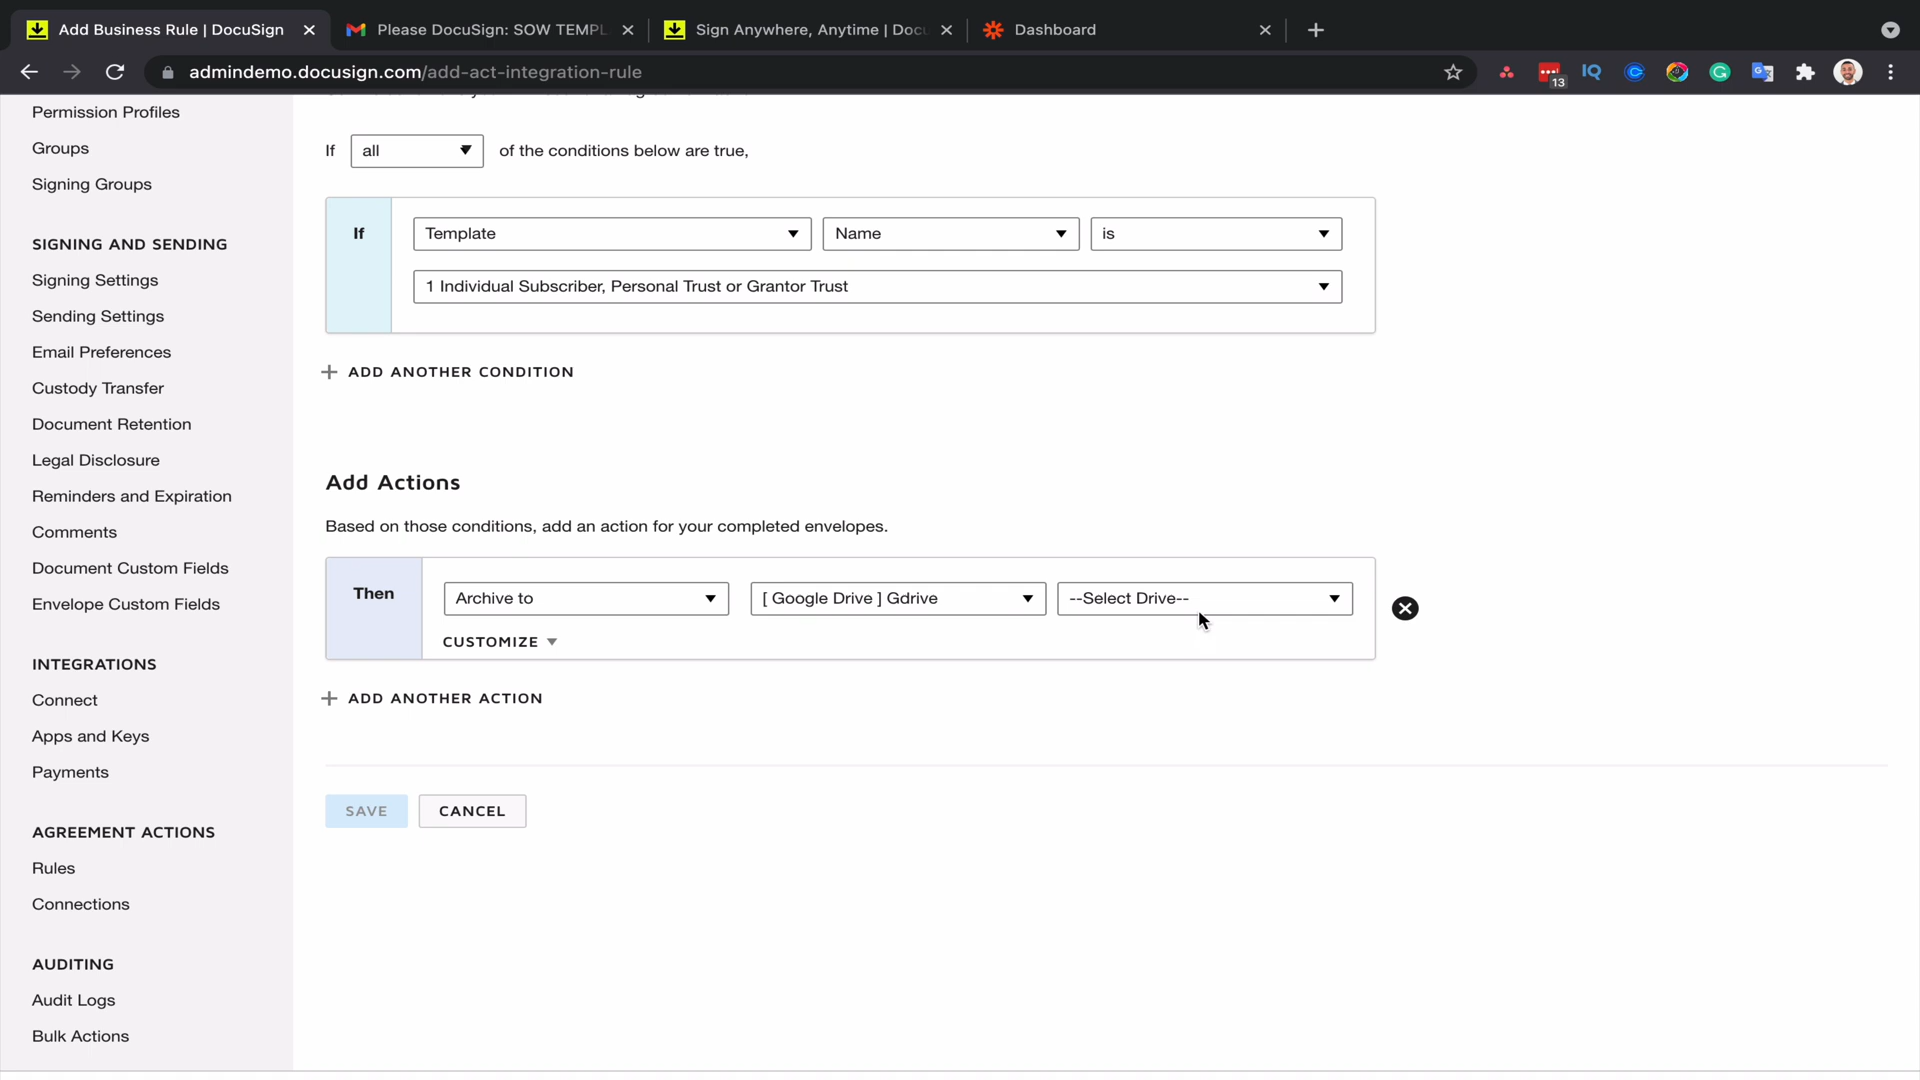 Add Business Rule | DocuSign
Please DocuSign: SOW TEMPL
Sign Anywhere, Anytime | Docu
Dashboard
admindemo.docusign.com/add-act-integration-rule
13
IQ
Permission Profiles
Groups
Signing Groups
SIGNING AND SENDING
Signing Settings
Sending Settings
Email Preferences
Custody Transfer
Document Retention
Legal Disclosure
Reminders and Expiration
Comments
Document Custom Fields
Envelope Custom Fields
INTEGRATIONS
Connect
Apps and Keys
Payments
AGREEMENT ACTIONS
Rules
Connections
AUDITING
Audit Logs
Bulk Actions
If all of the conditions below are true,
If Template Name is
1 Individual Subscriber, Personal Trust or Grantor Trust
ADD ANOTHER CONDITION
Add Actions
Based on those conditions, add an action for your completed envelopes.
Then Archive to [ Google Drive ] Gdrive --Select Drive--
CUSTOMIZE
ADD ANOTHER ACTION
SAVE CANCEL